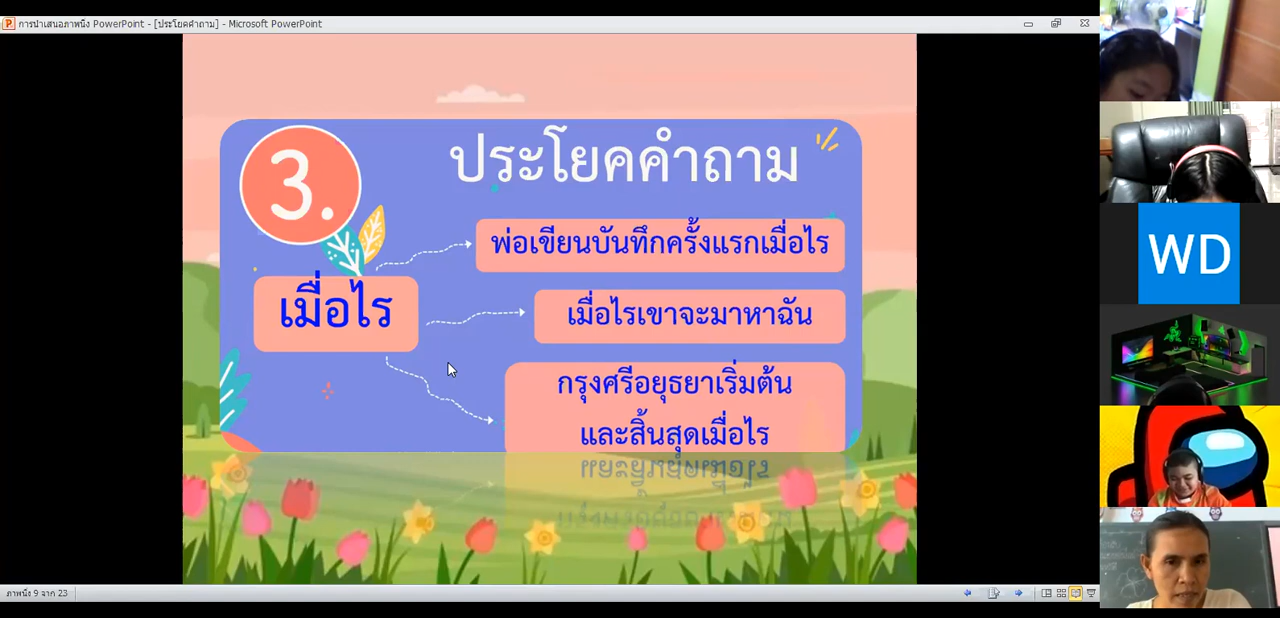 การนำเสนอภาพนิ่ง PowerPoint - [ประโยคคำถาม] - Microsoft PowerPoint
3.
ประโยคคำถาม
เมื่อไร
พ่อเขียนบันทึกครั้งแรกเมื่อไร
เมื่อไรเขาจะมาหาฉัน
กรุงศรีอยุธยาเริ่มต้น
และสิ้นสุดเมื่อไร
WD
ภาพนิ่ง 9 จาก 23